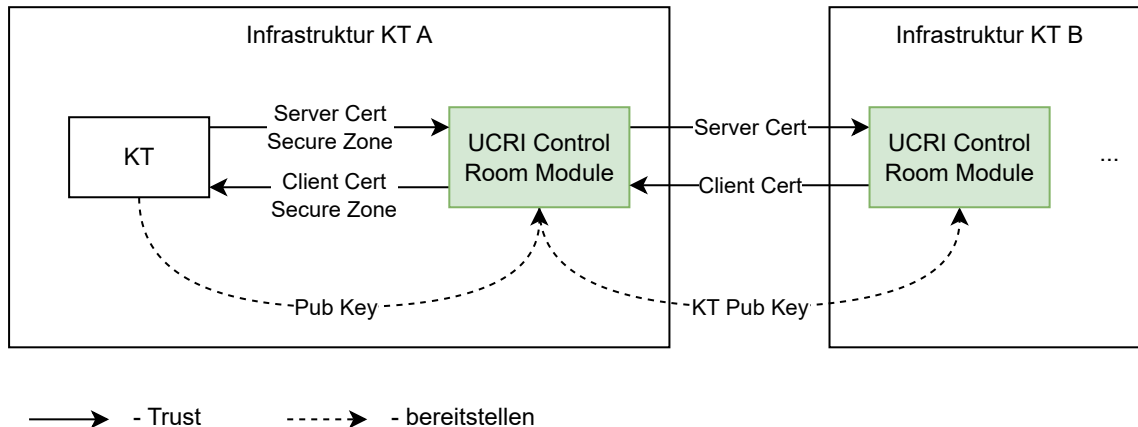 Infrastruktur KT A
Infrastruktur KT B
KT
Server Cert
Secure Zone
Client Cert
Secure Zone
UCRI Control
Room Module
Server Cert
Client Cert
UCRI Control
Room Module
...
Pub Key
KT Pub Key
- Trust
- bereitstellen